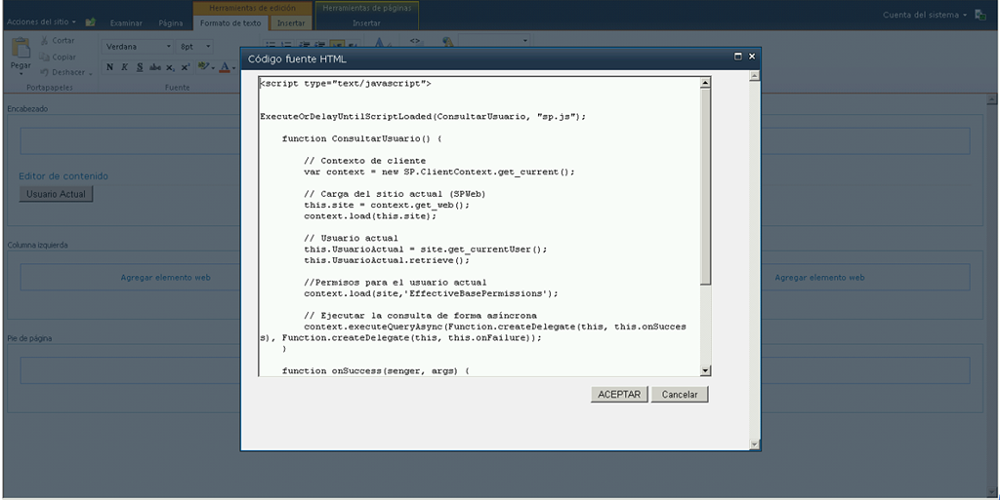 Herramientas de edición
Herramientas de páginas
Acciones del sitio
Examinar
Página
Formato de texto
Insertar
Insertar
Cuenta del sistema
Pegar
Cortar
Copiar
Deshacer
Portapapeles
Verdana
8pt
N K S abc x₂ x²
A
Fuente
<>
Encabezado
Editor de contenido
Usuario Actual
Columna izquierda
Agregar elemento web
Agregar elemento web
Pie de página
Código fuente HTML
<script type="text/javascript">
ExecuteOrDelayUntilScriptLoaded(ConsultarUsuario, "sp.js");
function ConsultarUsuario() {
// Contexto de cliente
var context = new SP.ClientContext.get_current();
// Carga del sitio actual (SPWeb)
this.site = context.get_web();
context.load(this.site);
// Usuario actual
this.UsuarioActual = site.get_currentUser();
this.UsuarioActual.retrieve();
//Permisos para el usuario actual
context.load(site,'EffectiveBasePermissions');
// Ejecutar la consulta de forma asíncrona
context.executeQueryAsync(Function.createDelegate(this, this.onSucces
s), Function.createDelegate(this, this.onFailure));
}
function onSuccess(senger, args) {
ACEPTAR
Cancelar